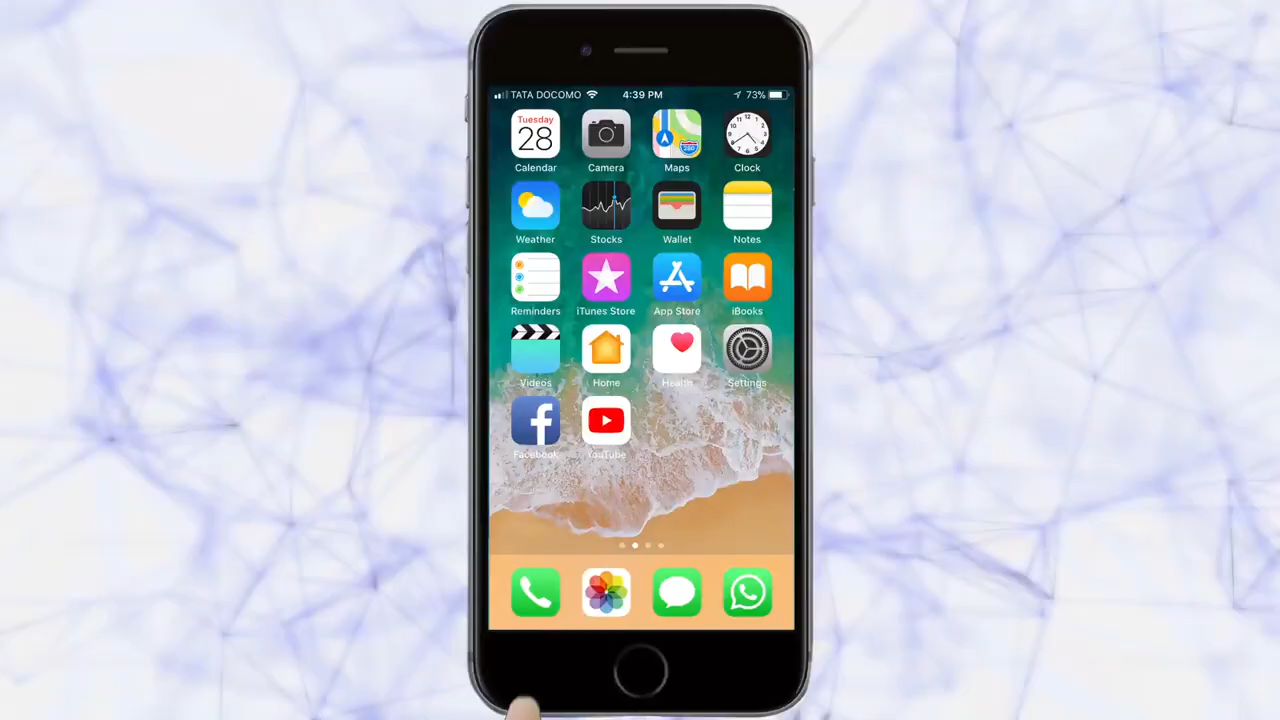 TATA DOCOMO 4:39 PM 73%
Tuesday
28
Calendar Camera Maps Clock
Weather Stocks Wallet Notes
Reminders iTunes Store App Store iBooks
Videos Home Health Settings
Facebook YouTube